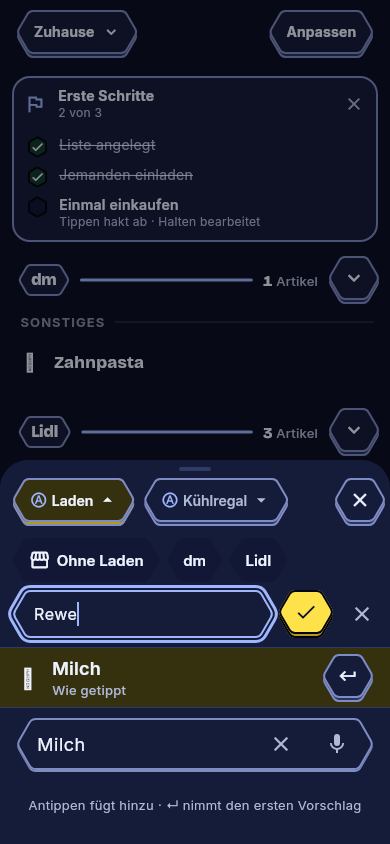 Zuhause
Anpassen
Erste Schritte
2 von 3
Liste angelegt
Jemanden einladen
Einmal einkaufen
Tippen hakt ab · Halten bearbeitet
dm
1 Artikel
SONSTIGES
Zahnpasta
Lidl
3 Artikel
A Laden
A Kühlregal
Ohne Laden
dm
Lidl
Rewe
Milch
Wie getippt
Milch
Antippen fügt hinzu · ↵ nimmt den ersten Vorschlag